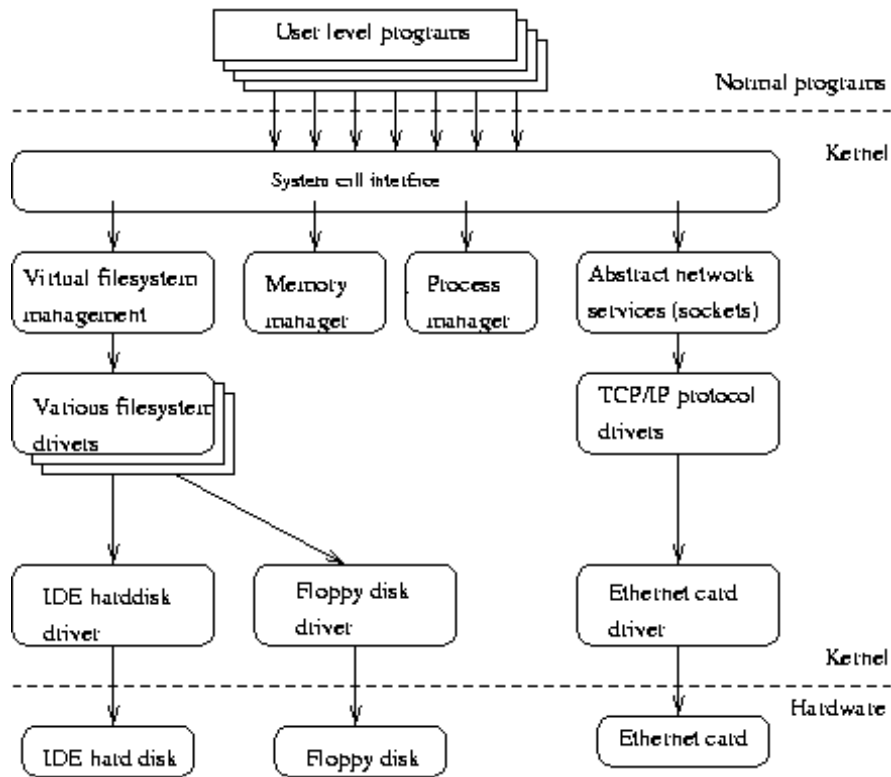 User level programs
Normal programs
Kernel
System call interface
Virtual filesystem
management
Memory
manager
Process
manager
Abstract network
services (sockets)
Various filesystem
drivers
TCP/IP protocol
drivers
IDE harddisk
driver
Floppy disk
driver
Ethernet card
driver
Kernel
Hardware
IDE hard disk
Floppy disk
Ethernet card